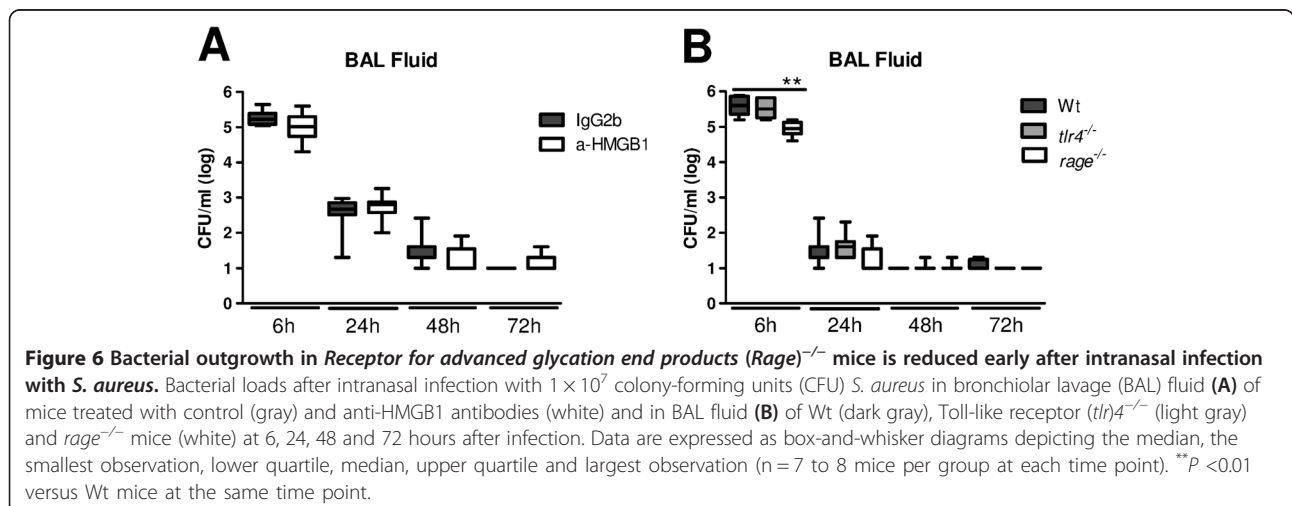 A
BAL Fluid
CFU/ml (log)
6
5
4
3
2
1
0
6h 24h 48h 72h
IgG2b
a-HMGB1
B
BAL Fluid
**
CFU/ml (log)
6
5
4
3
2
1
0
6h 24h 48h 72h
Wt
tlr4-/-
rage-/-
Figure 6 Bacterial outgrowth in Receptor for advanced glycation end products (Rage)−/− mice is reduced early after intranasal infection
with S. aureus. Bacterial loads after intranasal infection with 1 × 10⁷ colony-forming units (CFU) S. aureus in bronchiolar lavage (BAL) fluid (A) of
mice treated with control (gray) and anti-HMGB1 antibodies (white) and in BAL fluid (B) of Wt (dark gray), Toll-like receptor (tlr)4−/− (light gray)
and rage−/− mice (white) at 6, 24, 48 and 72 hours after infection. Data are expressed as box-and-whisker diagrams depicting the median, the
smallest observation, lower quartile, median, upper quartile and largest observation (n = 7 to 8 mice per group at each time point). **P <0.01
versus Wt mice at the same time point.